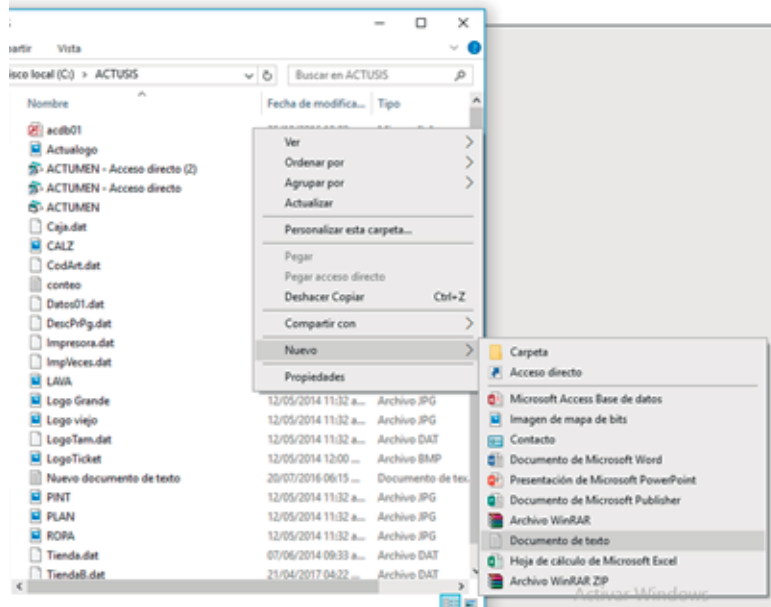 artir Vista
isco local (C:) > ACTUSIS Buscar en ACTUSIS
Nombre Fecha de modifica... Tipo
acdb01
Actualogo
ACTUMEN - Acceso directo (2)
ACTUMEN - Acceso directo
ACTUMEN
Caja.dat
CALZ
CodArt.dat
conteo
Datos01.dat
DescPrPg.dat
Impresora.dat
ImpVeces.dat
LAVA
Logo Grande 12/05/2014 11:32 a... Archivo JPG
Logo viejo 12/05/2014 11:32 a... Archivo JPG
LogoTam.dat 12/05/2014 11:32 a... Archivo DAT
LogoTicket 12/05/2014 12:00 ... Archivo BMP
Nuevo documento de texto 20/07/2016 06:15 ... Documento de tex
PINT 12/05/2014 11:32 a... Archivo JPG
PLAN 12/05/2014 11:32 a... Archivo JPG
ROPA 12/05/2014 11:32 a... Archivo JPG
Tienda.dat 07/06/2014 09:33 a... Archivo DAT
TiendaB.dat 21/04/2017 04:22 ... Archivo DAT
Ver
Ordenar por
Agrupar por
Actualizar
Personalizar esta carpeta...
Pegar
Pegar acceso directo
Deshacer Copiar Ctrl+Z
Compartir con
Nuevo
Propiedades
Carpeta
Acceso directo
Microsoft Access Base de datos
Imagen de mapa de bits
Contacto
Documento de Microsoft Word
Presentación de Microsoft PowerPoint
Documento de Microsoft Publisher
Archivo WinRAR
Documento de texto
Hoja de cálculo de Microsoft Excel
Archivo WinRAR ZIP
Activar Windows